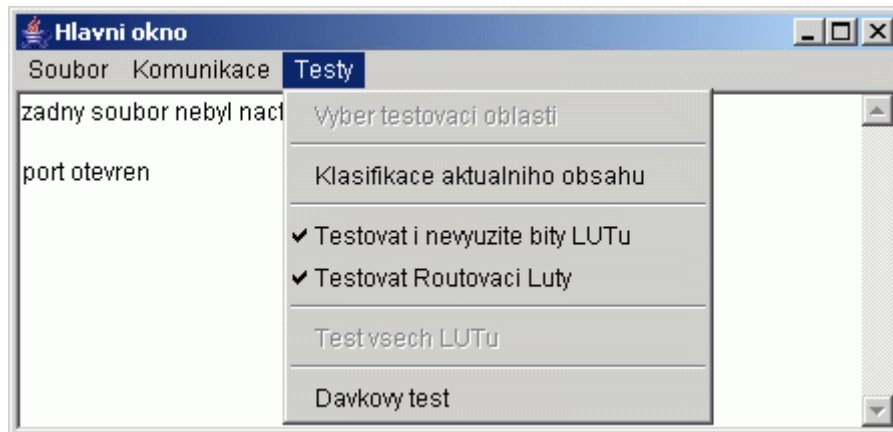 Hlavni okno
Soubor Komunikace Testy
zadny soubor nebyl nact
port otevren
Vyber testovaci oblasti
Klasifikace aktualniho obsahu
Testovat i nevyuzite bity LUTu
Testovat Routovaci Luty
Test vsech LUTu
Davkovy test